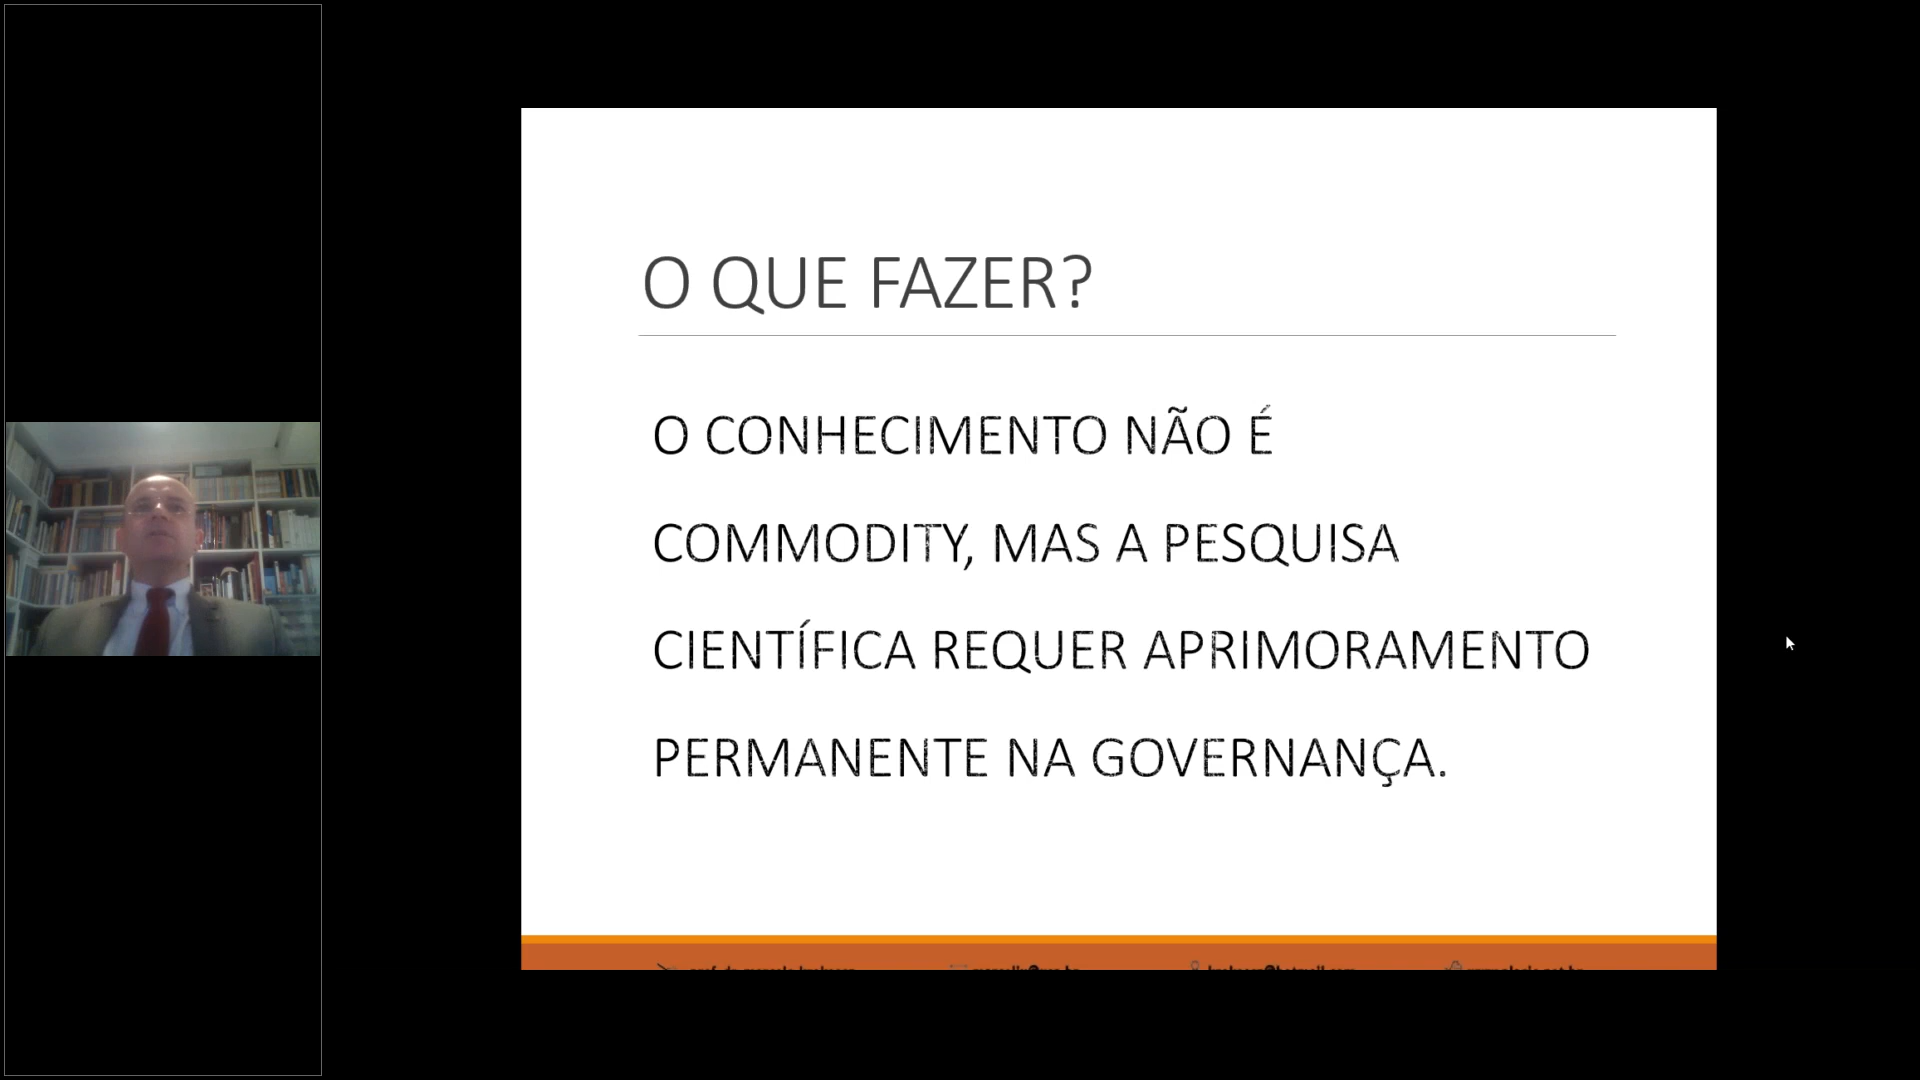 O QUE FAZER?
O CONHECIMENTO NÃO É
COMMODITY, MAS A PESQUISA
CIENTÍFICA REQUER APRIMORAMENTO
PERMANENTE NA GOVERNANÇA.